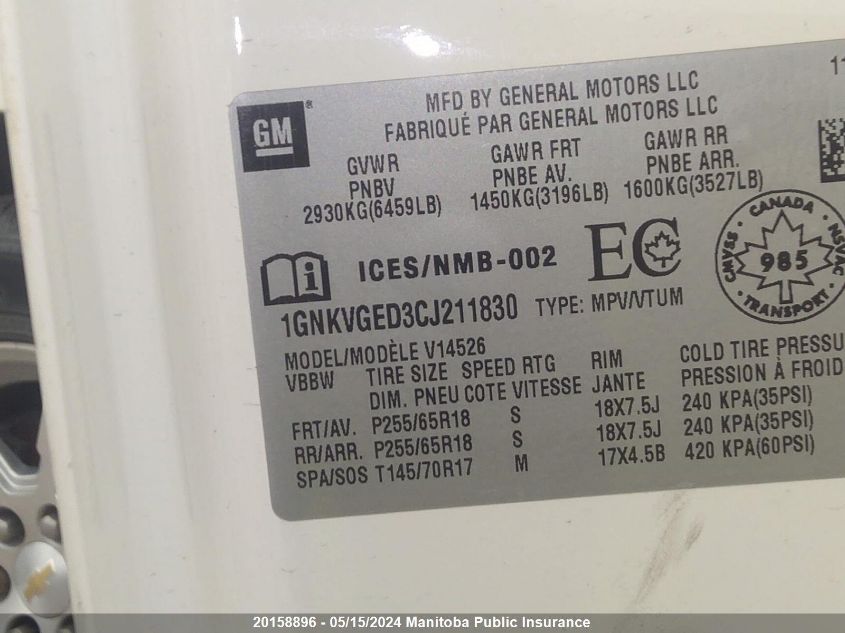 11
GM®
MFD BY GENERAL MOTORS LLC
FABRIQUÉ PAR GENERAL MOTORS LLC
GVWR GAWR FRT GAWR RR
PNBV PNBE AV. PNBE ARR.
2930KG(6459LB) 1450KG(3196LB) 1600KG(3527LB)
i ICES/NMB-002 EC
CANADA
CMVSS 985 NSVAC
TRANSPORT
1GNKVGED3CJ211830 TYPE: MPV/VTUM
MODEL/MODÈLE V14526
VBBW TIRE SIZE SPEED RTG RIM COLD TIRE PRESSU
DIM. PNEU COTE VITESSE JANTE PRESSION À FROID
FRT/AV. P255/65R18 S 18X7.5J 240 KPA(35PSI)
RR/ARR. P255/65R18 S 18X7.5J 240 KPA(35PSI)
SPA/SOS T145/70R17 M 17X4.5B 420 KPA(60PSI)
20158896 - 05/15/2024 Manitoba Public Insurance